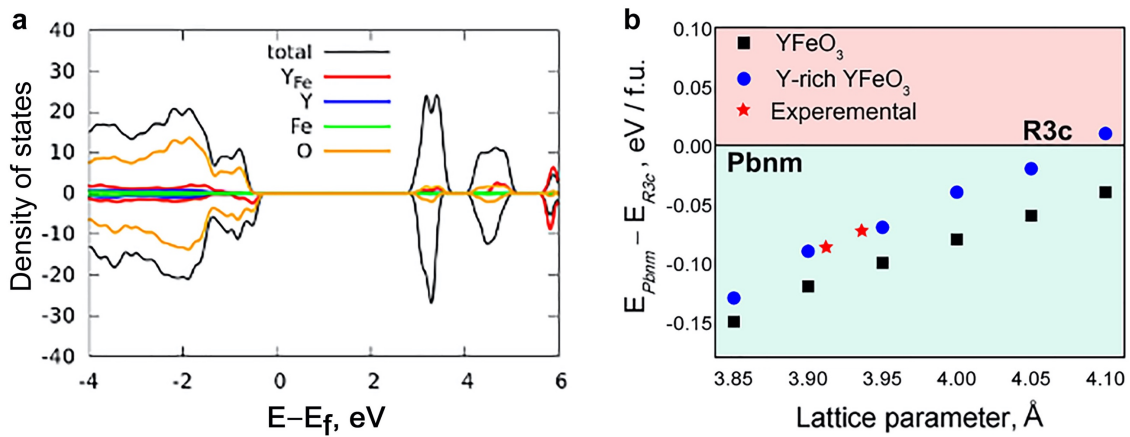 a
40
30
20
10
0
-10
-20
-30
-40
Density of states
total
Y_Fe
Y
Fe
O
-4
-2
0
2
4
6
E–E_f, eV
b
0.10
0.05
0.00
-0.05
-0.10
-0.15
E_Pbnm – E_R3c, eV / f.u.
YFeO₃
Y-rich YFeO₃
Experemental
R3c
Pbnm
3.85
3.90
3.95
4.00
4.05
4.10
Lattice parameter, Å